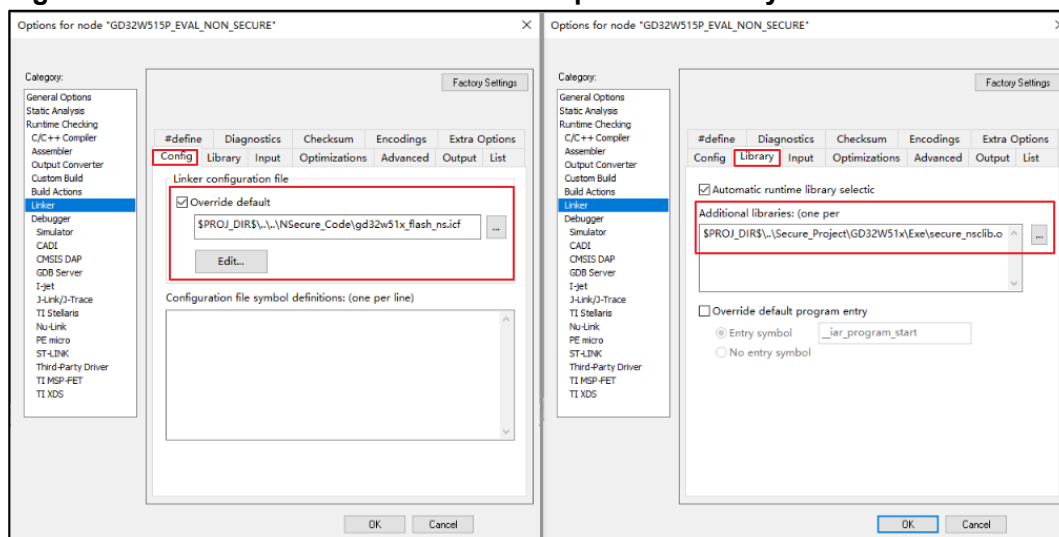 Options for node "GD32W515P_EVAL_NON_SECURE"
Category:
General Options
Static Analysis
Runtime Checking
C/C++ Compiler
Assembler
Output Converter
Custom Build
Build Actions
Linker
Debugger
Simulator
CADI
CMSIS DAP
GDB Server
I-jet
J-Link/J-Trace
TI Stellaris
Nu-Link
PE micro
ST-LINK
Third-Party Driver
TI MSP-FET
TI XDS
Factory Settings
#define Diagnostics Checksum Encodings Extra Options
Config Library Input Optimizations Advanced Output List
Linker configuration file
Override default
$PROJ_DIR$\..\..\NSecure_Code\gd32w51x_flash_ns.icf
...
Edit...
Configuration file symbol definitions: (one per line)
OK Cancel
Options for node "GD32W515P_EVAL_NON_SECURE"
Category:
General Options
Static Analysis
Runtime Checking
C/C++ Compiler
Assembler
Output Converter
Custom Build
Build Actions
Linker
Debugger
Simulator
CADI
CMSIS DAP
GDB Server
I-jet
J-Link/J-Trace
TI Stellaris
Nu-Link
PE micro
ST-LINK
Third-Party Driver
TI MSP-FET
TI XDS
Factory Settings
#define Diagnostics Checksum Encodings Extra Options
Config Library Input Optimizations Advanced Output List
Automatic runtime library selectic
Additional libraries: (one per
$PROJ_DIR$\..\Secure_Project\GD32W51x\Exe\secure_nsclib.o
...
Override default program entry
Entry symbol __iar_program_start
No entry symbol
OK Cancel